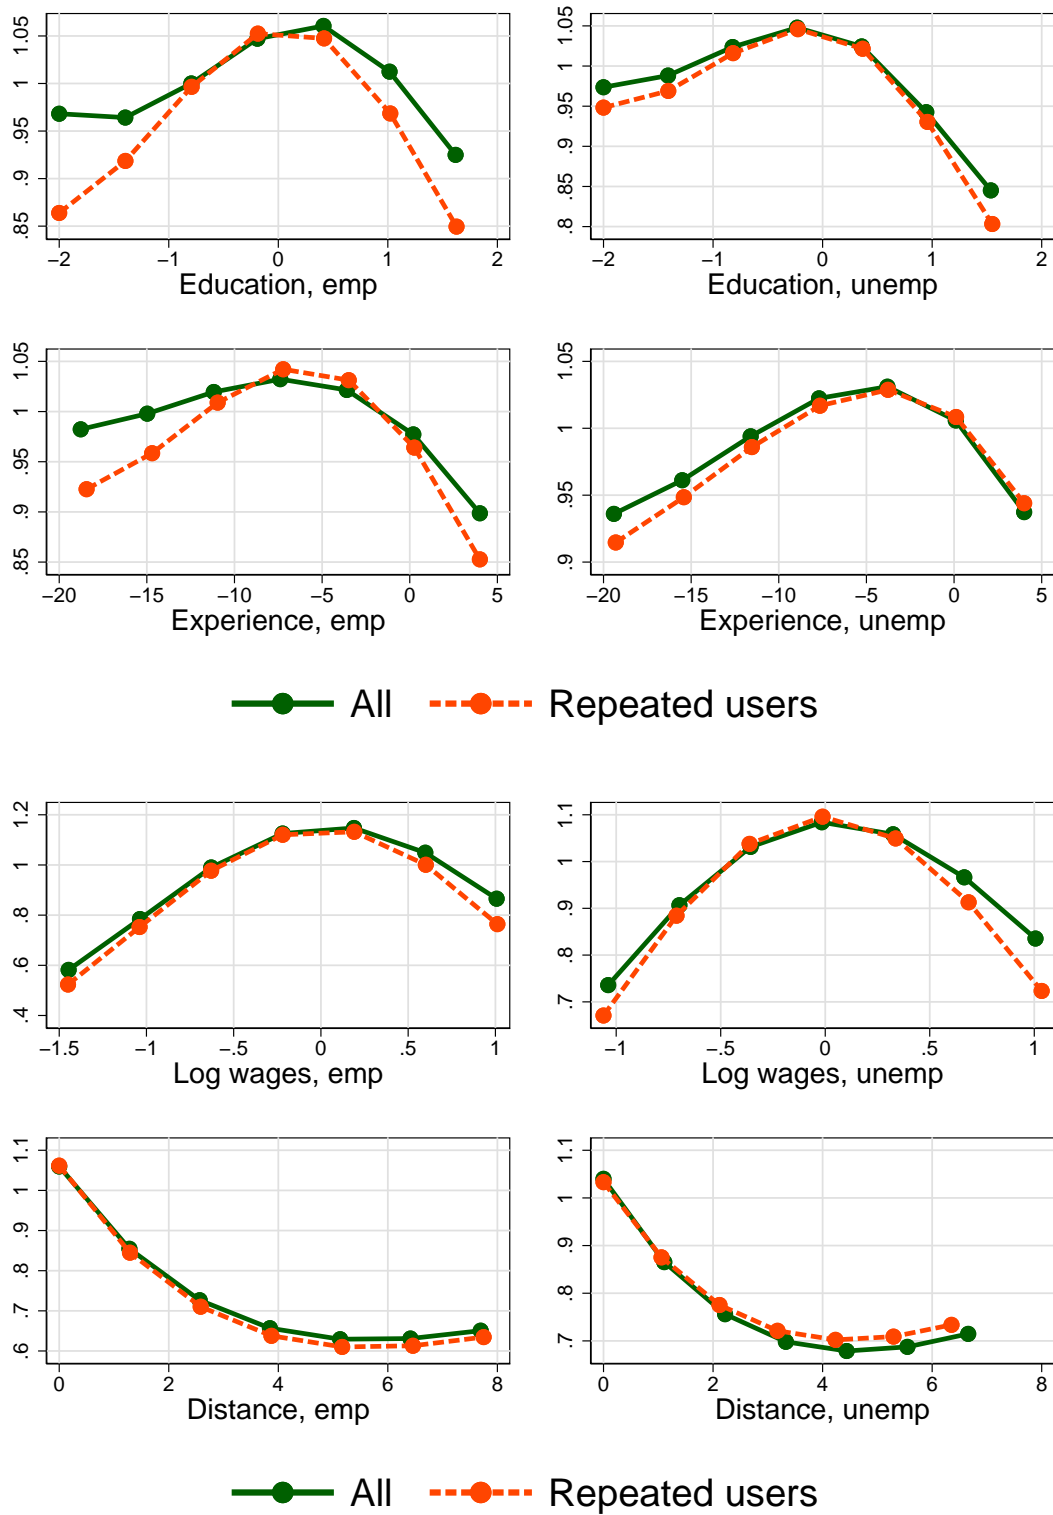 1.05
1
.95
.9
.85
−2 −1 0 1 2
Education, emp
1.05
1
.95
.9
.85
.8
−2 −1 0 1 2
Education, unemp
1.05
1
.95
.9
.85
−20 −15 −10 −5 0 5
Experience, emp
1.05
1
.95
.9
−20 −15 −10 −5 0 5
Experience, unemp
All Repeated users
1.2
1
.8
.6
.4
−1.5 −1 −.5 0 .5 1
Log wages, emp
1.1
1
.9
.8
.7
−1 −.5 0 .5 1
Log wages, unemp
1.1
1
.9
.8
.7
.6
0 2 4 6 8
Distance, emp
1.1
1
.9
.8
.7
0 2 4 6 8
Distance, unemp
All Repeated users